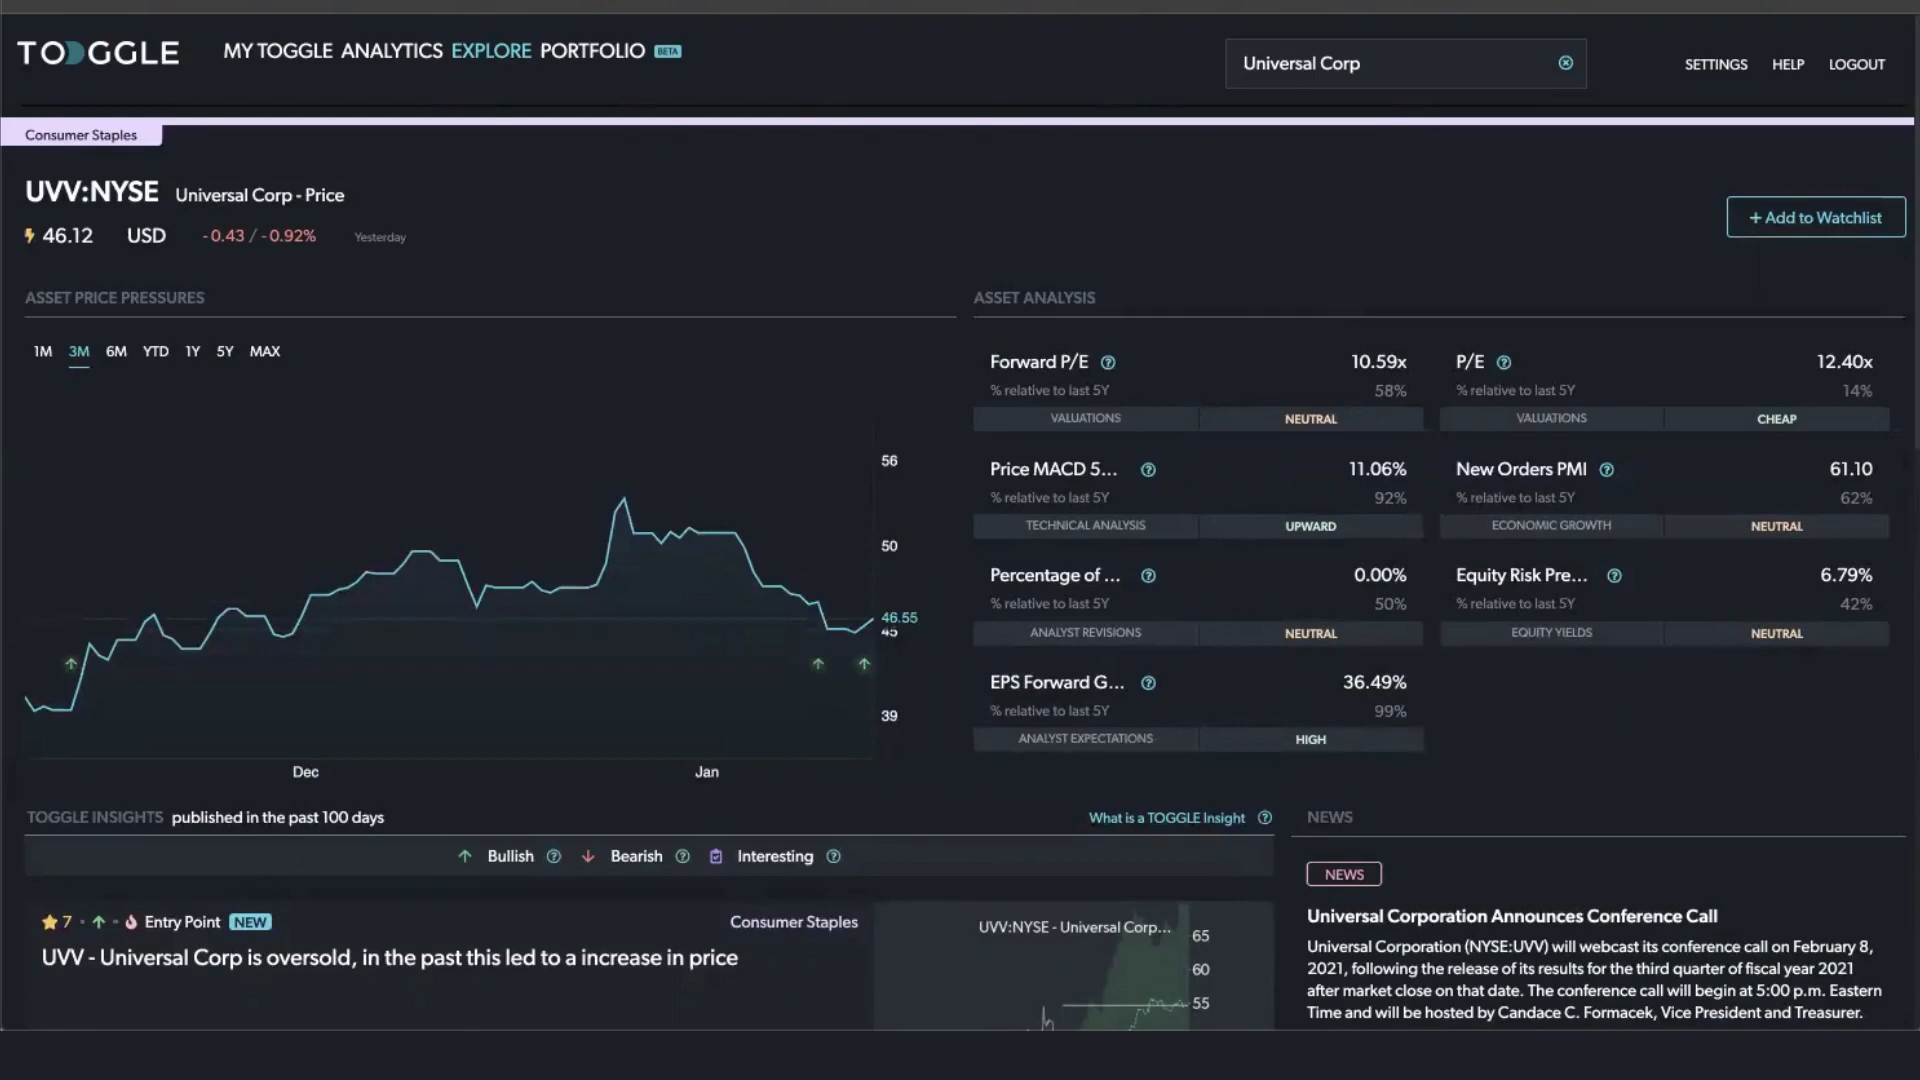 TOGGLE
MY TOGGLE ANALYTICS EXPLORE PORTFOLIO BETA
Universal Corp
SETTINGS HELP LOGOUT
Consumer Staples
UVV:NYSE Universal Corp - Price
46.12 USD -0.43 / -0.92% Yesterday
+ Add to Watchlist
ASSET PRICE PRESSURES
1M 3M 6M YTD 1Y 5Y MAX
56
50
46.55
45
39
Dec Jan
ASSET ANALYSIS
Forward P/E 10.59x
% relative to last 5Y 58%
VALUATIONS NEUTRAL
P/E 12.40x
% relative to last 5Y 14%
VALUATIONS CHEAP
Price MACD 5... 11.06%
% relative to last 5Y 92%
TECHNICAL ANALYSIS UPWARD
New Orders PMI 61.10
% relative to last 5Y 62%
ECONOMIC GROWTH NEUTRAL
Percentage of ... 0.00%
% relative to last 5Y 50%
ANALYST REVISIONS NEUTRAL
Equity Risk Pre... 6.79%
% relative to last 5Y 42%
EQUITY YIELDS NEUTRAL
EPS Forward G... 36.49%
% relative to last 5Y 99%
ANALYST EXPECTATIONS HIGH
TOGGLE INSIGHTS published in the past 100 days
What is a TOGGLE Insight
Bullish Bearish Interesting
7 Entry Point NEW Consumer Staples
UVV - Universal Corp is oversold, in the past this led to a increase in price
UVV:NYSE - Universal Corp...
65
60
55
NEWS
NEWS
Universal Corporation Announces Conference Call
Universal Corporation (NYSE:UVV) will webcast its conference call on February 8,
2021, following the release of its results for the third quarter of fiscal year 2021
after market close on that date. The conference call will begin at 5:00 p.m. Eastern
Time and will be hosted by Candace C. Formacek, Vice President and Treasurer.